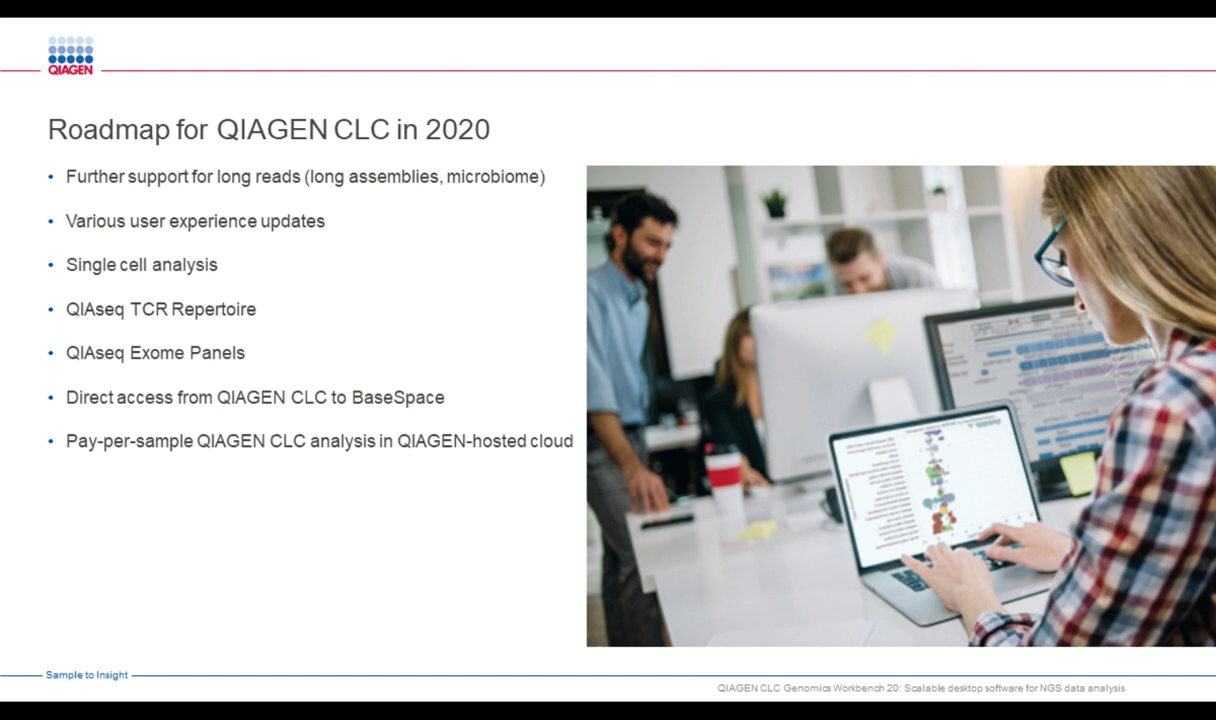 QIAGEN
Roadmap for QIAGEN CLC in 2020
• Further support for long reads (long assemblies, microbiome)
• Various user experience updates
• Single cell analysis
• QIAseq TCR Repertoire
• QIAseq Exome Panels
• Direct access from QIAGEN CLC to BaseSpace
• Pay-per-sample QIAGEN CLC analysis in QIAGEN-hosted cloud
Sample to Insight
QIAGEN CLC Genomics Workbench 20: Scalable desktop software for NGS data analysis